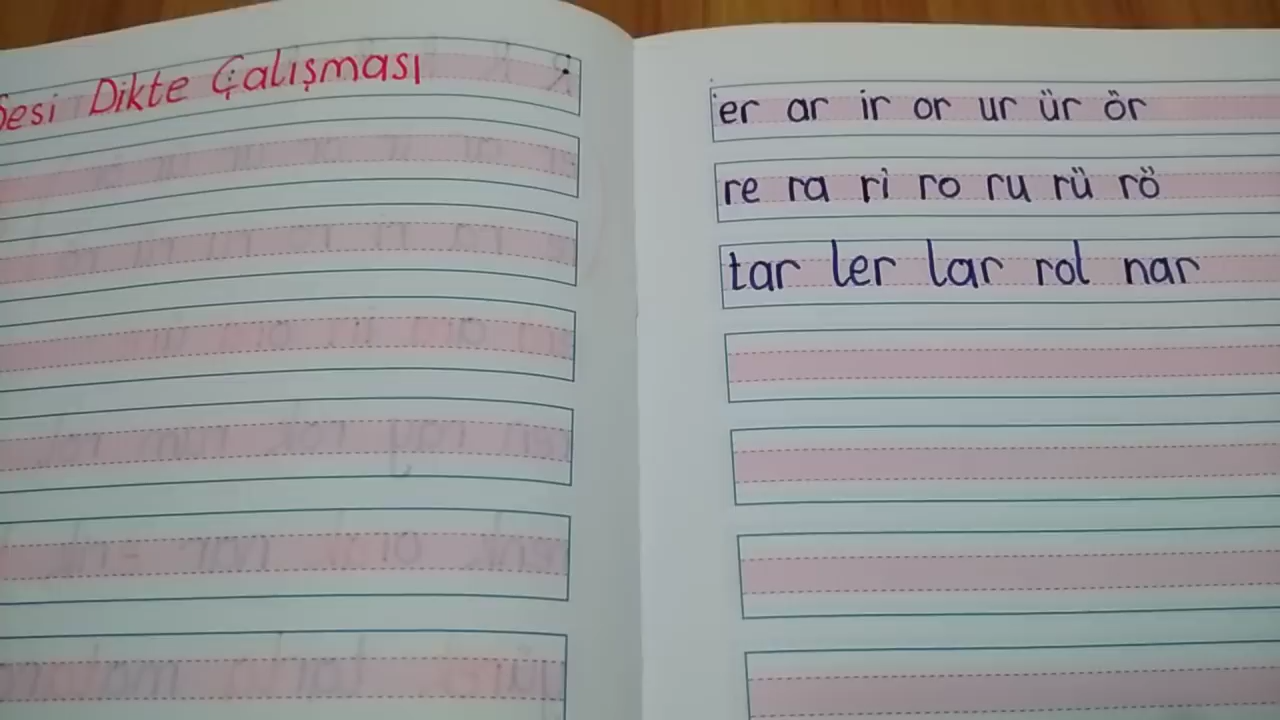 Sesi Dikte Çalışması
er ar ir or ur ür ör
re ra ri ro ru rü rö
tar ler lar rol nar